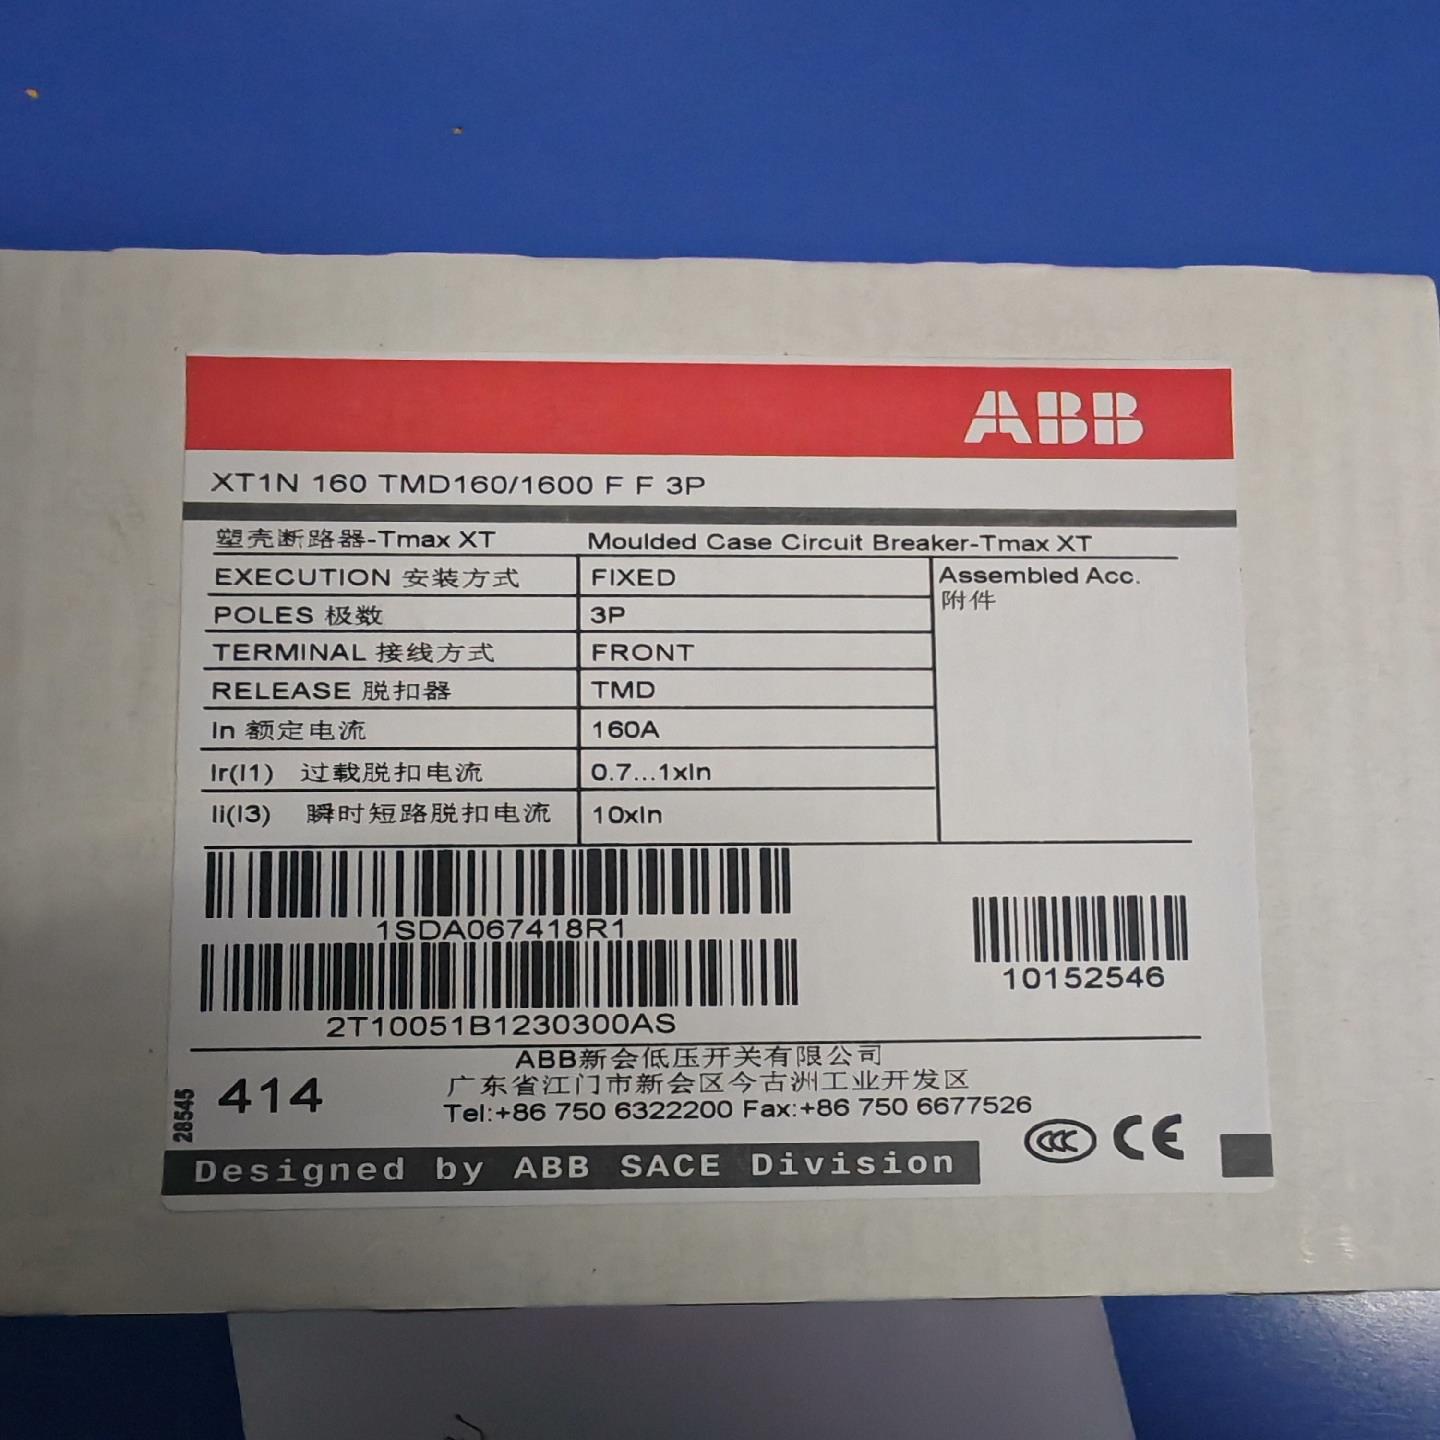 ABB
XT1N 160 TMD160/1600 F F 3P
塑壳断路器-Tmax XT Moulded Case Circuit Breaker-Tmax XT
EXECUTION 安装方式 FIXED Assembled Acc.
附件
POLES 极数 3P
TERMINAL 接线方式 FRONT
RELEASE 脱扣器 TMD
In 额定电流 160A
Ir(I1) 过载脱扣电流 0.7...1xIn
Ii(I3) 瞬时短路脱扣电流 10xIn
1SDA067418R1
10152546
2T10051B1230300AS
ABB新会低压开关有限公司
广东省江门市新会区今古洲工业开发区
Tel:+86 750 6322200 Fax:+86 750 6677526
28545
414
CCC CE
Designed by ABB SACE Division